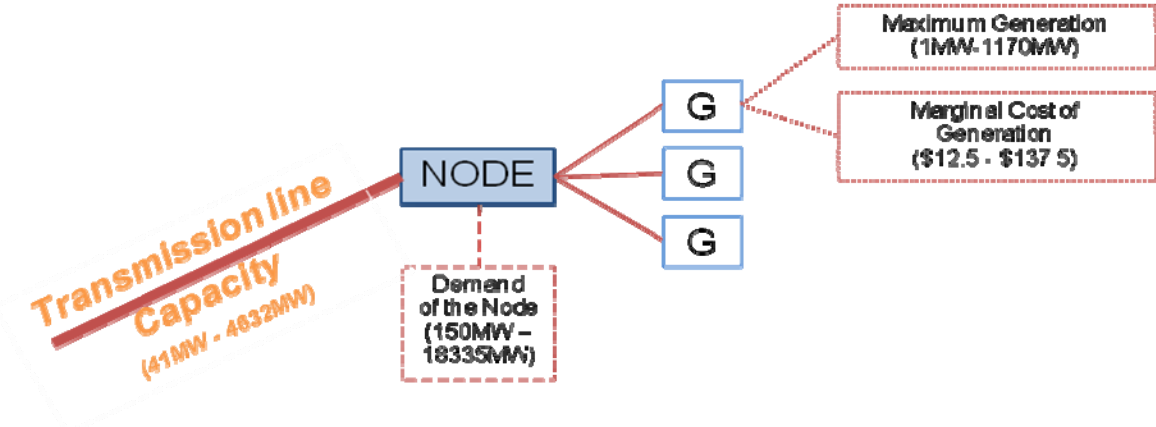 Maximum Generation
(1MW-1170MW)
G
Marginal Cost of
Generation
($12.5 - $137 5)
NODE
G
G
Transmission line
Capacity
(41MW - 4632MW)
Demand
of the Node
(150MW –
18335MW)